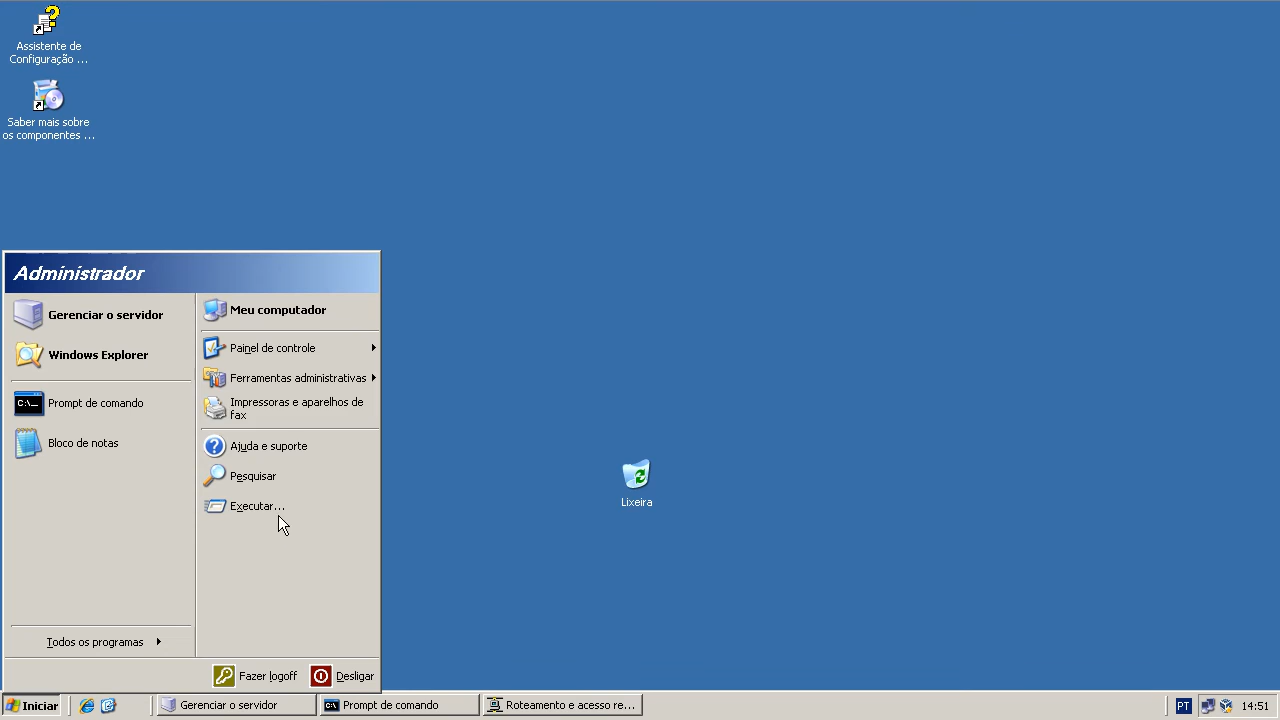 Assistente de
Configuração ...
Saber mais sobre
os componentes ...
Administrador
Gerenciar o servidor
Windows Explorer
Prompt de comando
C:\_
Bloco de notas
Todos os programas
Meu computador
Painel de controle
Ferramentas administrativas
Impressoras e aparelhos de
fax
Ajuda e suporte
Pesquisar
Executar...
Fazer logoff
Desligar
Lixeira
Iniciar
Gerenciar o servidor
Prompt de comando
Roteamento e acesso re...
PT
14:51